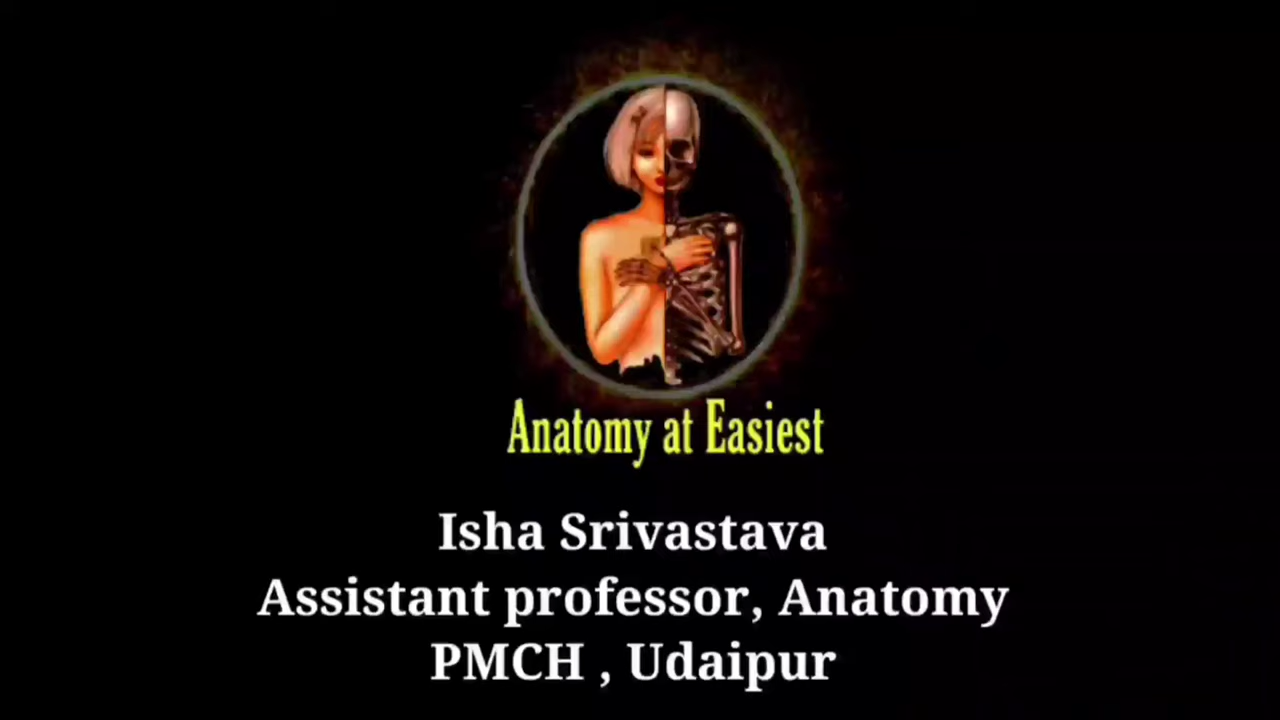 Anatomy at Easiest
Isha Srivastava
Assistant professor, Anatomy
PMCH , Udaipur